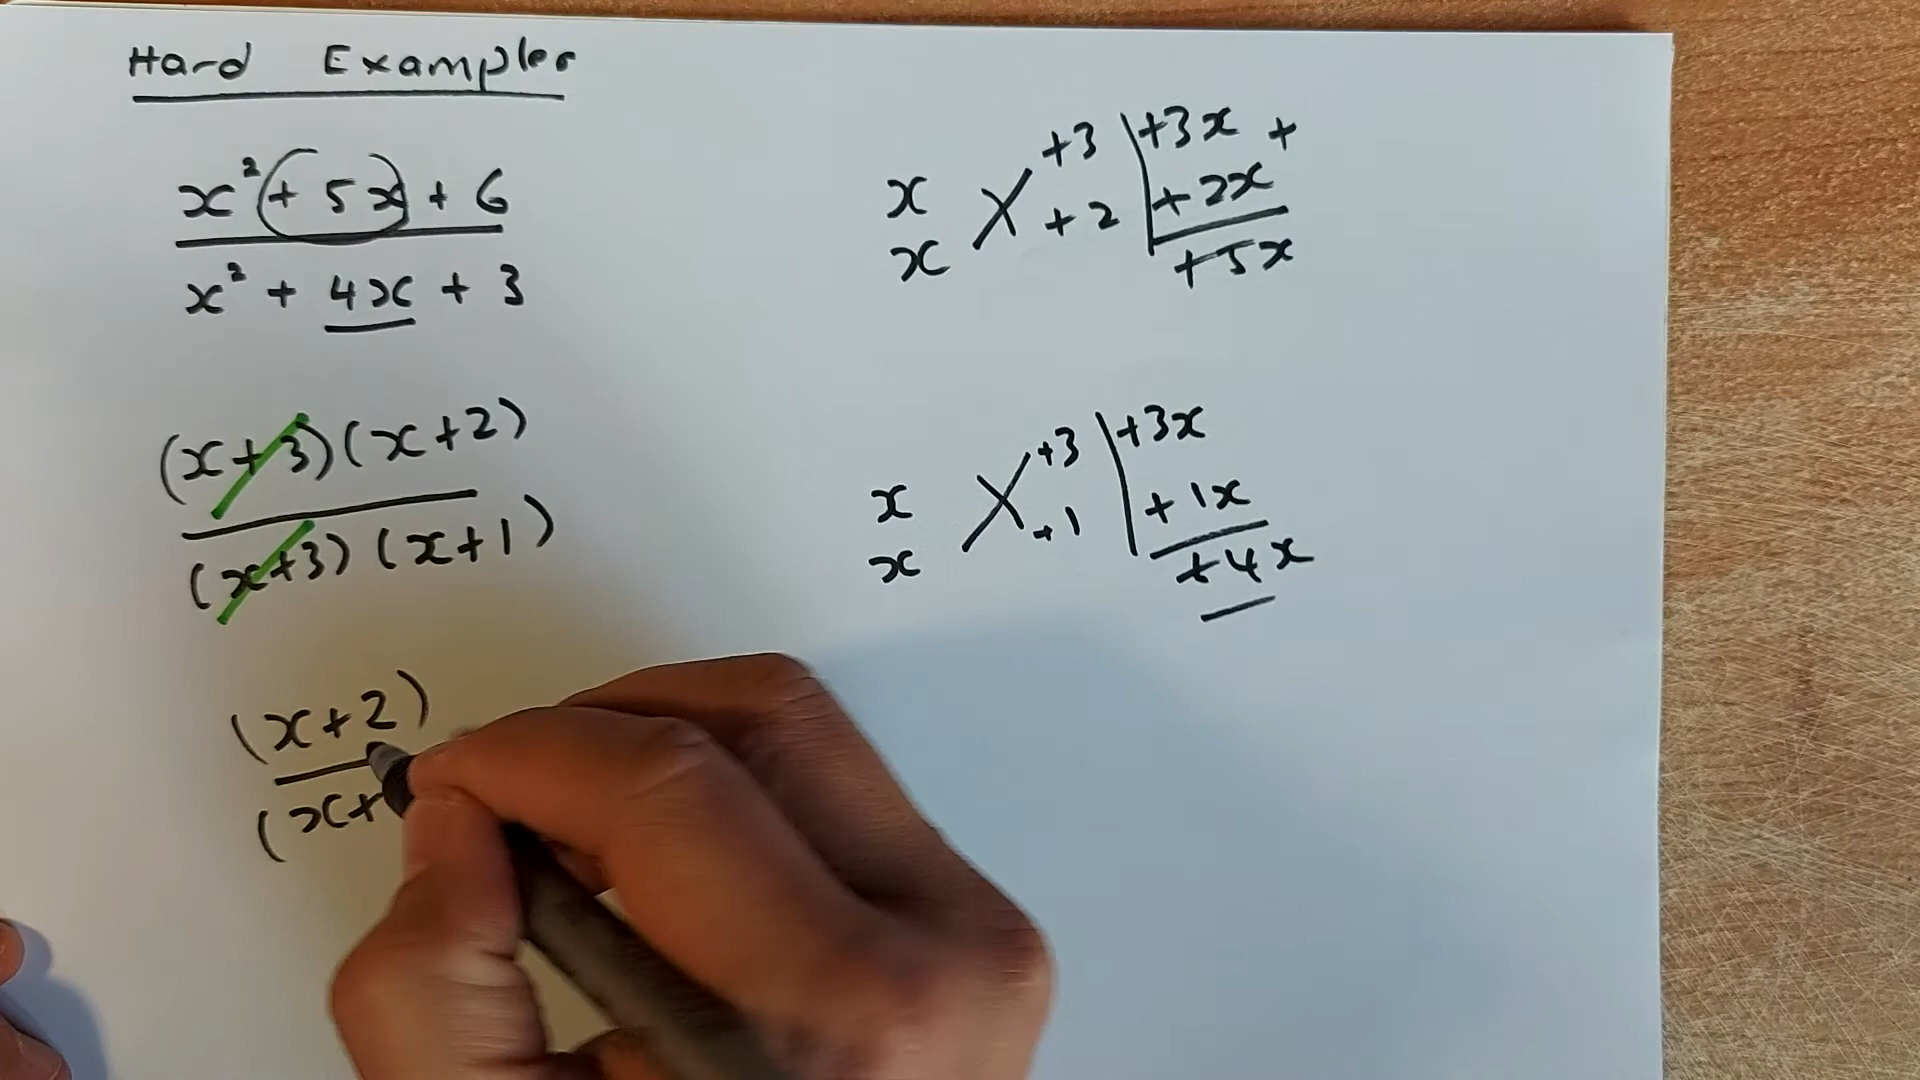 Hard Examples
x² + 5x + 6
x² + 4x + 3
(x+3)(x+2)
(x+3)(x+1)
(x+2)
(x+
+3 +3x +
x
+2 +2x
x
+5x
+3 +3x
x +1x
+1
x +4x